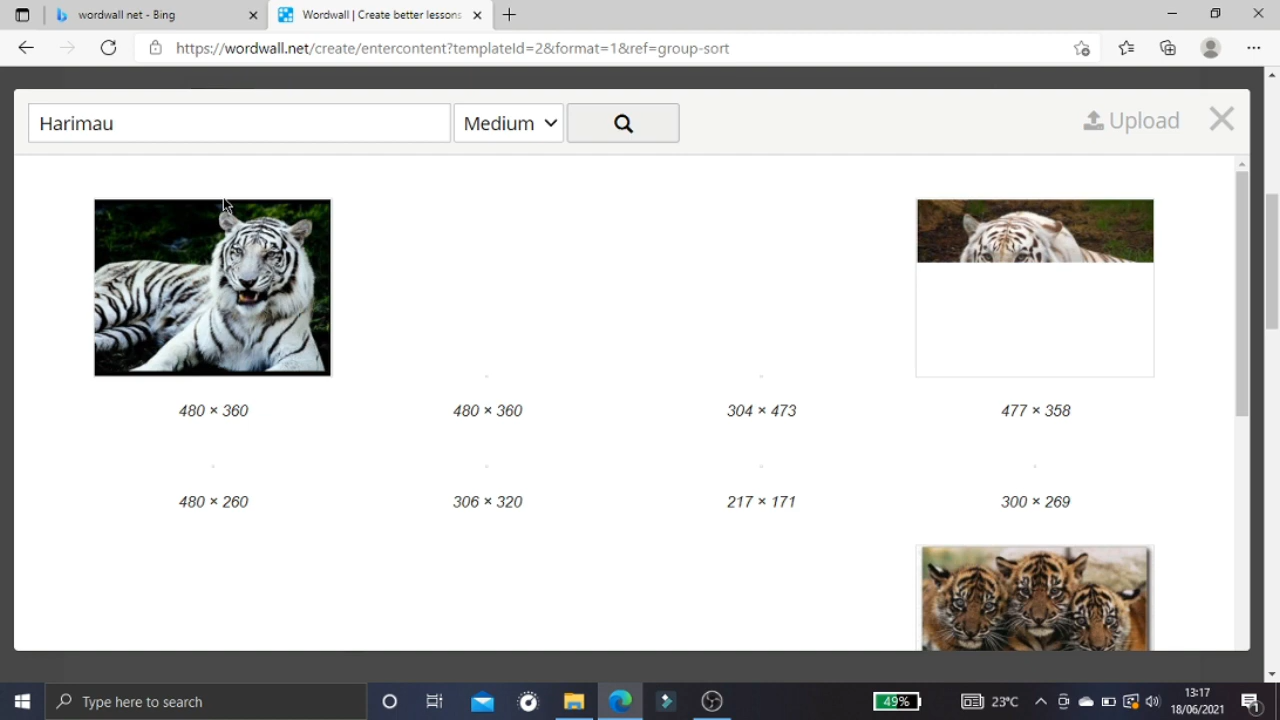 wordwall net - Bing
Wordwall | Create better lessons
https://wordwall.net/create/entercontent?templateId=2&format=1&ref=group-sort
Harimau
Medium
Upload
480 × 360
480 × 360
304 × 473
477 × 358
480 × 260
306 × 320
217 × 171
300 × 269
Type here to search
49%
23°C
13:17
18/06/2021
1